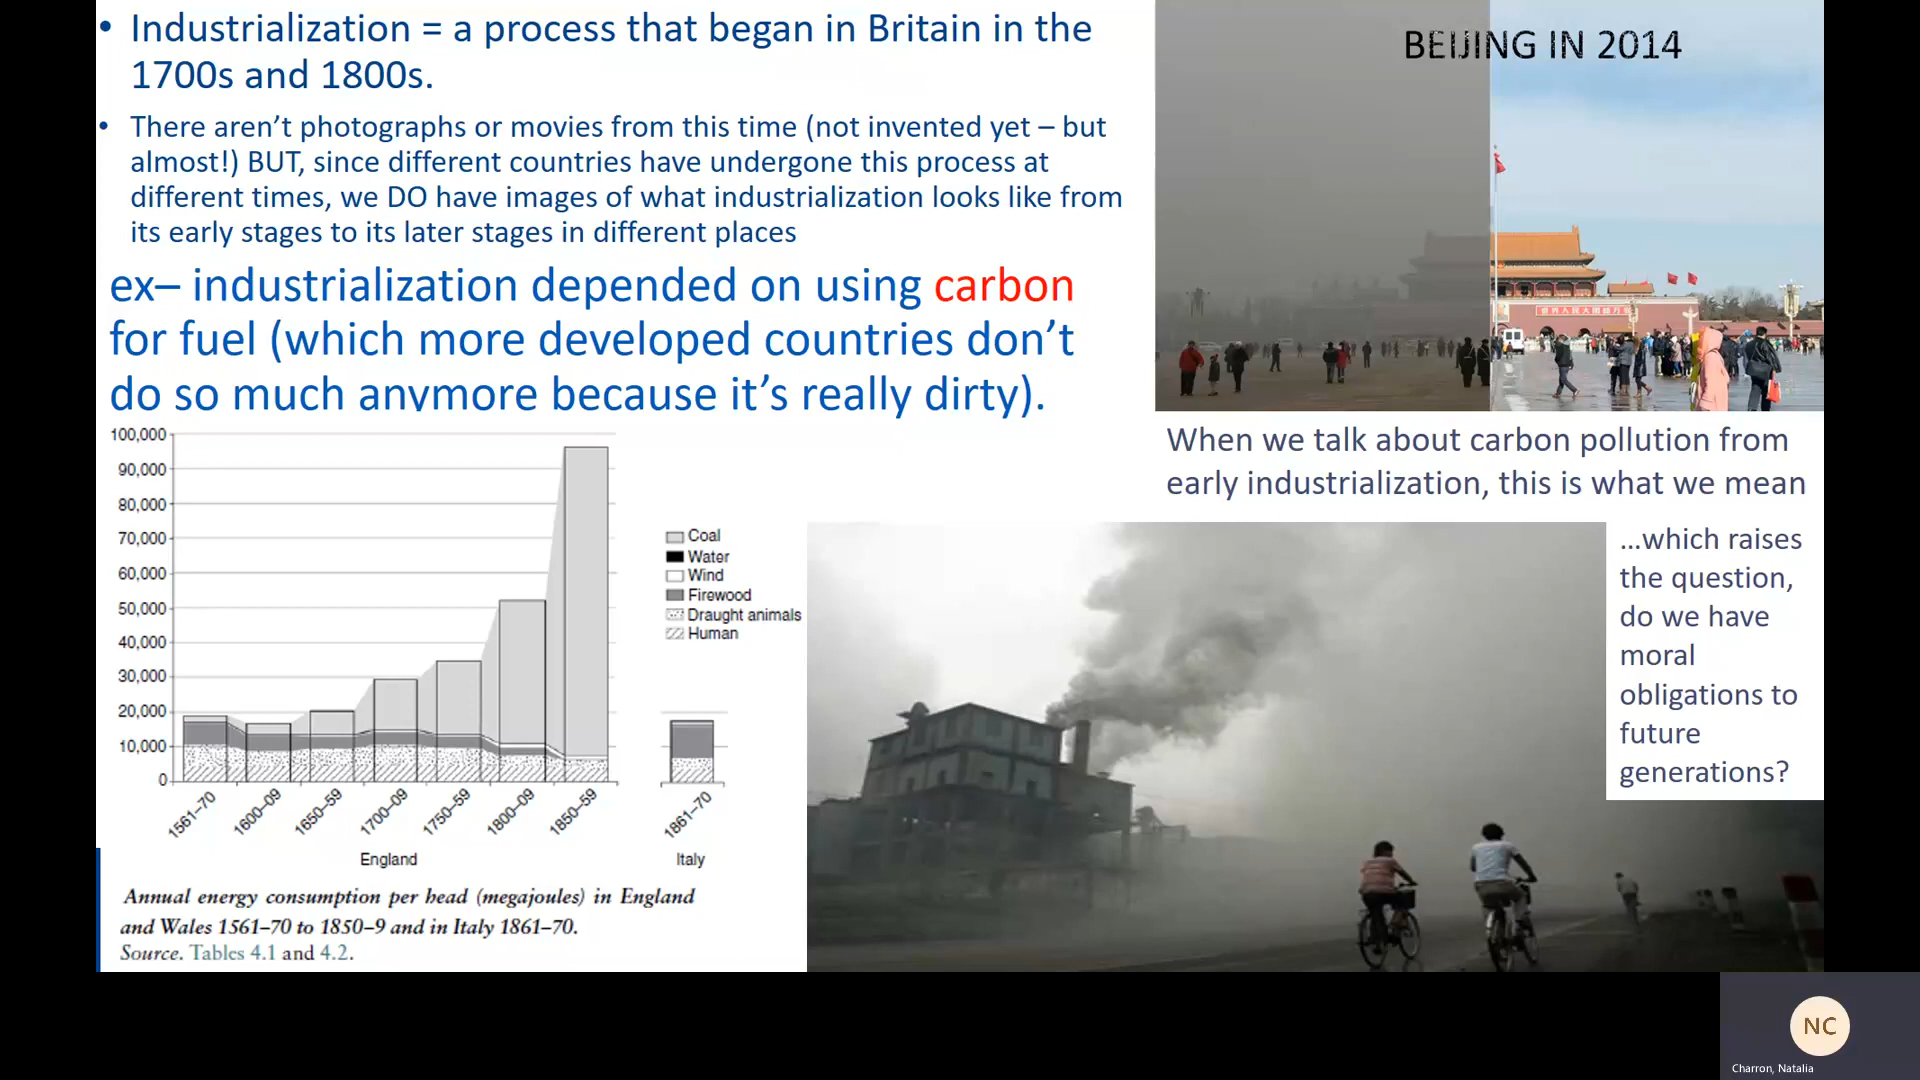 • Industrialization = a process that began in Britain in the
1700s and 1800s.
• There aren’t photographs or movies from this time (not invented yet – but
almost!) BUT, since different countries have undergone this process at
different times, we DO have images of what industrialization looks like from
its early stages to its later stages in different places
ex– industrialization depended on using carbon
for fuel (which more developed countries don’t
do so much anymore because it’s really dirty).
BEIJING IN 2014
When we talk about carbon pollution from
early industrialization, this is what we mean
…which raises
the question,
do we have
moral
obligations to
future
generations?
100,000
90,000
80,000
70,000
60,000
50,000
40,000
30,000
20,000
10,000
0
1561–70
1600–09
1650–59
1700–09
1750–59
1800–09
1850–59
1861–70
England
Italy
Coal
Water
Wind
Firewood
Draught animals
Human
Annual energy consumption per head (megajoules) in England
and Wales 1561–70 to 1850–9 and in Italy 1861–70.
Source. Tables 4.1 and 4.2.
NC
Charron, Natalia